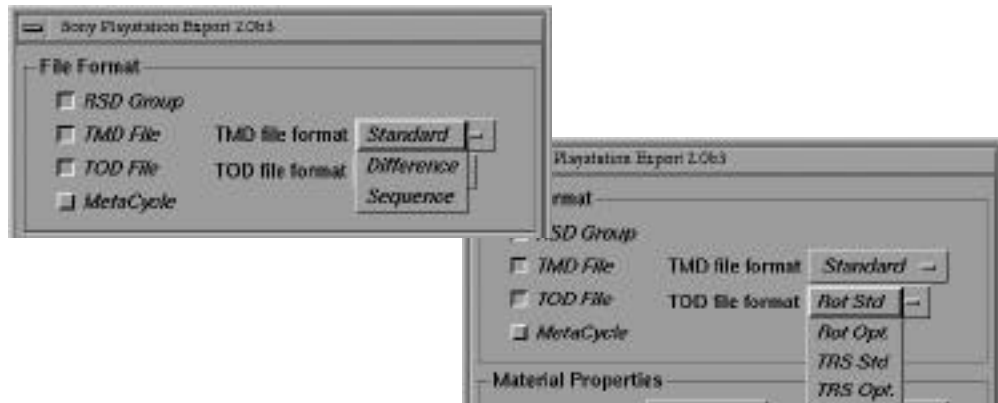 Sony Playstation Export 2.0b3
File Format
RSD Group
TMD File TMD file format Standard
TOD File TOD file format Difference
MetaCycle Sequence
Playstation Export 2.0b3
rmat
SD Group
TMD File TMD file format Standard
TOD File TOD file format Rot Std
MetaCycle Rot Opt.
TRS Std
Material Properties TRS Opt.